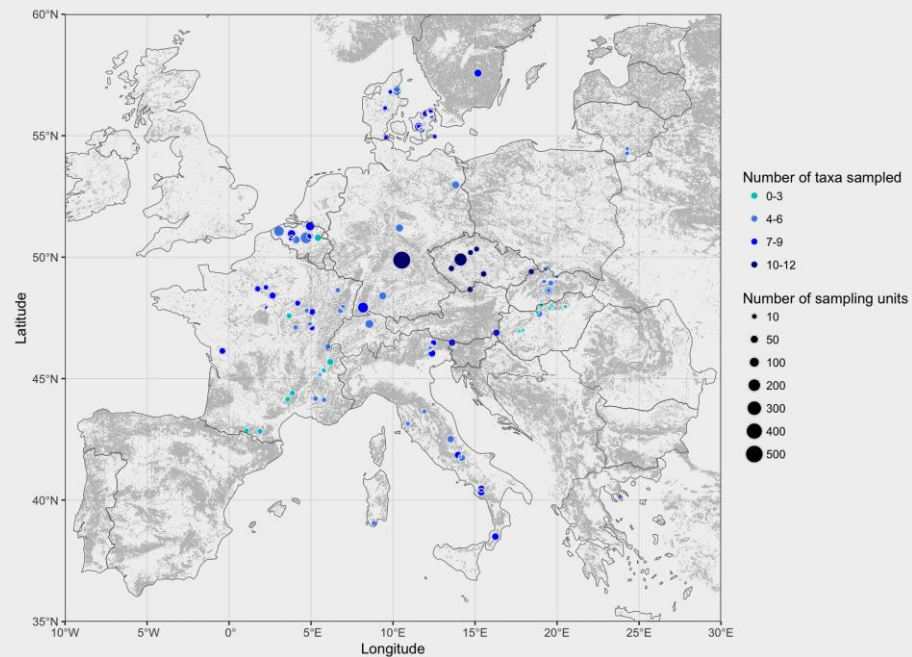 60°N
55°N
50°N
45°N
40°N
35°N
Latitude
10°W
5°W
0°
5°E
10°E
15°E
20°E
25°E
30°E
Longitude
Number of taxa sampled
0-3
4-6
7-9
10-12
Number of sampling units
10
50
100
200
300
400
500